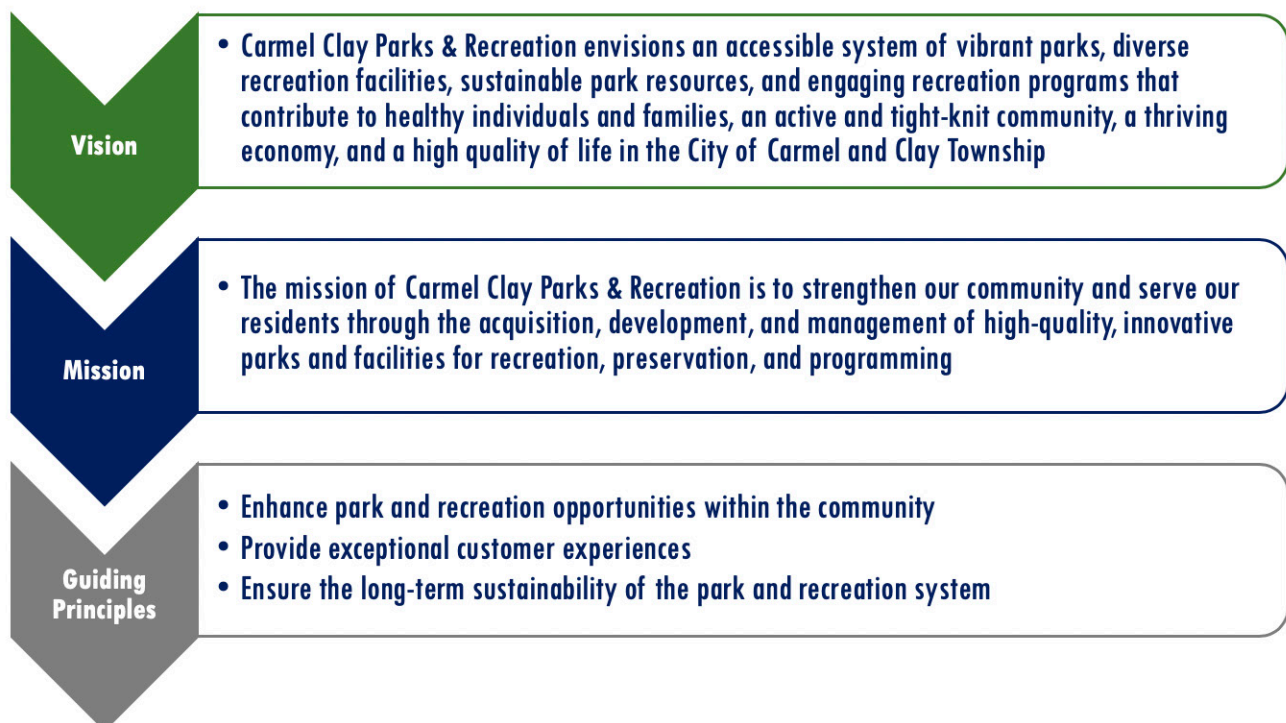 • Carmel Clay Parks & Recreation envisions an accessible system of vibrant parks, diverse
recreation facilities, sustainable park resources, and engaging recreation programs that
contribute to healthy individuals and families, an active and tight-knit community, a thriving
economy, and a high quality of life in the City of Carmel and Clay Township
Vision
• The mission of Carmel Clay Parks & Recreation is to strengthen our community and serve our
residents through the acquisition, development, and management of high-quality, innovative
parks and facilities for recreation, preservation, and programming
Mission
• Enhance park and recreation opportunities within the community
• Provide exceptional customer experiences
• Ensure the long-term sustainability of the park and recreation system
Guiding
Principles